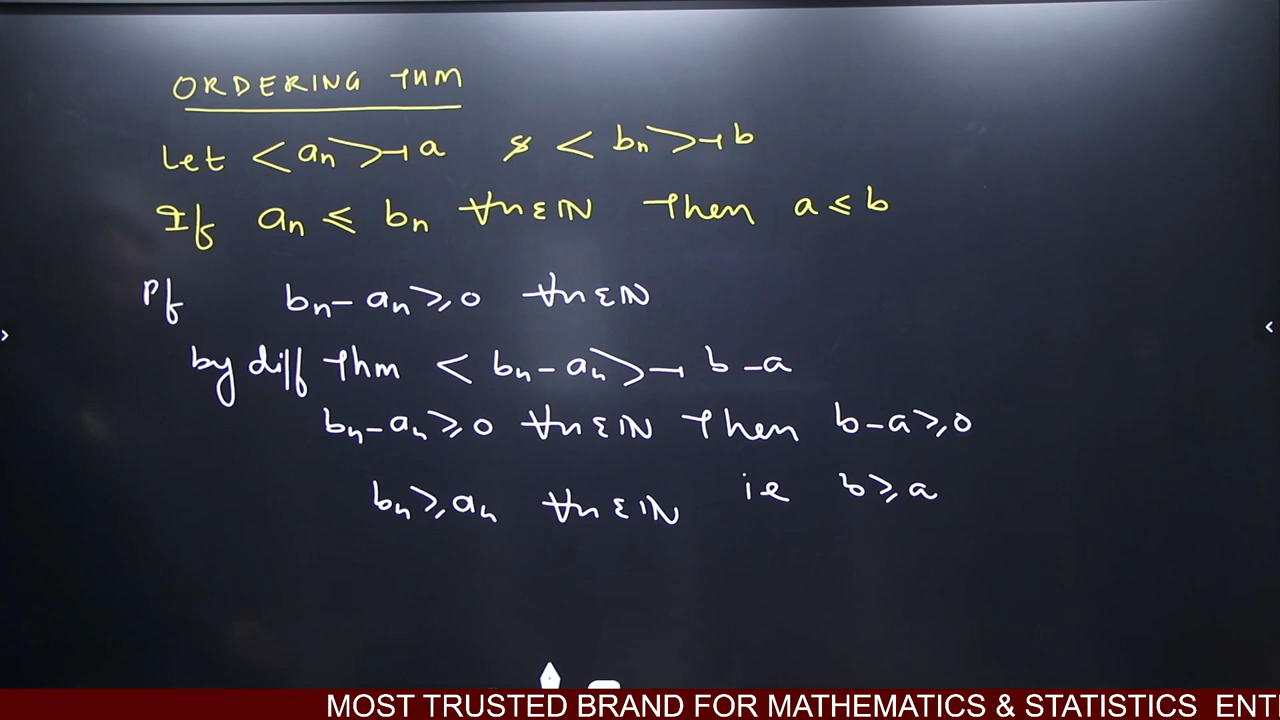 ORDERING THM
Let <aₙ>→a & <bₙ>→b
If aₙ ≤ bₙ ∀n∈ℕ Then a≤b
Pf bₙ-aₙ≥0 ∀n∈ℕ
by diff Thm <bₙ-aₙ>→ b-a
bₙ-aₙ≥0 ∀n∈ℕ Then b-a≥0
bₙ≥aₙ ∀n∈ℕ ie b≥a
MOST TRUSTED BRAND FOR MATHEMATICS & STATISTICS ENT